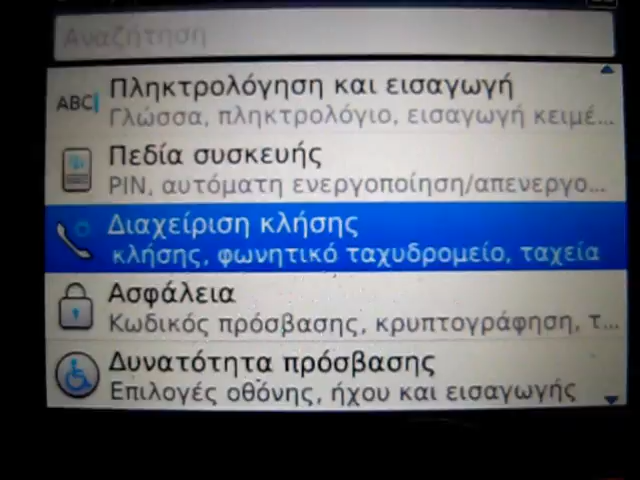 Αναζήτηση
Πληκτρολόγηση και εισαγωγή
ABC
Γλώσσα, πληκτρολόγιο, εισαγωγή κειμέ...
Πεδία συσκευής
PIN, αυτόματη ενεργοποίηση/απενεργο...
Διαχείριση κλήσης
κλήσης, φωνητικό ταχυδρομείο, ταχεία
Ασφάλεια
Κωδικός πρόσβασης, κρυπτογράφηση, τ...
Δυνατότητα πρόσβασης
Επιλογές οθόνης, ήχου και εισαγωγής